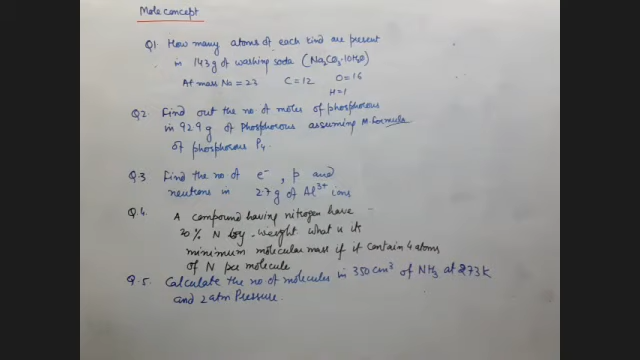 Mole concept
Q1. How many atoms of each kind are present
in 143g of washing soda (Na₂CO₃·10H₂O)
At mass Na = 23 C = 12 O = 16
H = 1
Q2. Find out the no of moles of phosphorous
in 92.9 g of Phosphorous assuming M.formula
of phosphorous P₄
Q.3 Find the no of e⁻, p and
neutrons in 2.7 g of Al³⁺ ions
Q.4. A compound having nitrogen have
20% N by weight what is its
minimum molecular mass if it contain 4 atoms
of N per molecule
Q.5. Calculate the no of molecules in 350 cm³ of NH₃ at 273 K
and 2 atm Pressure.